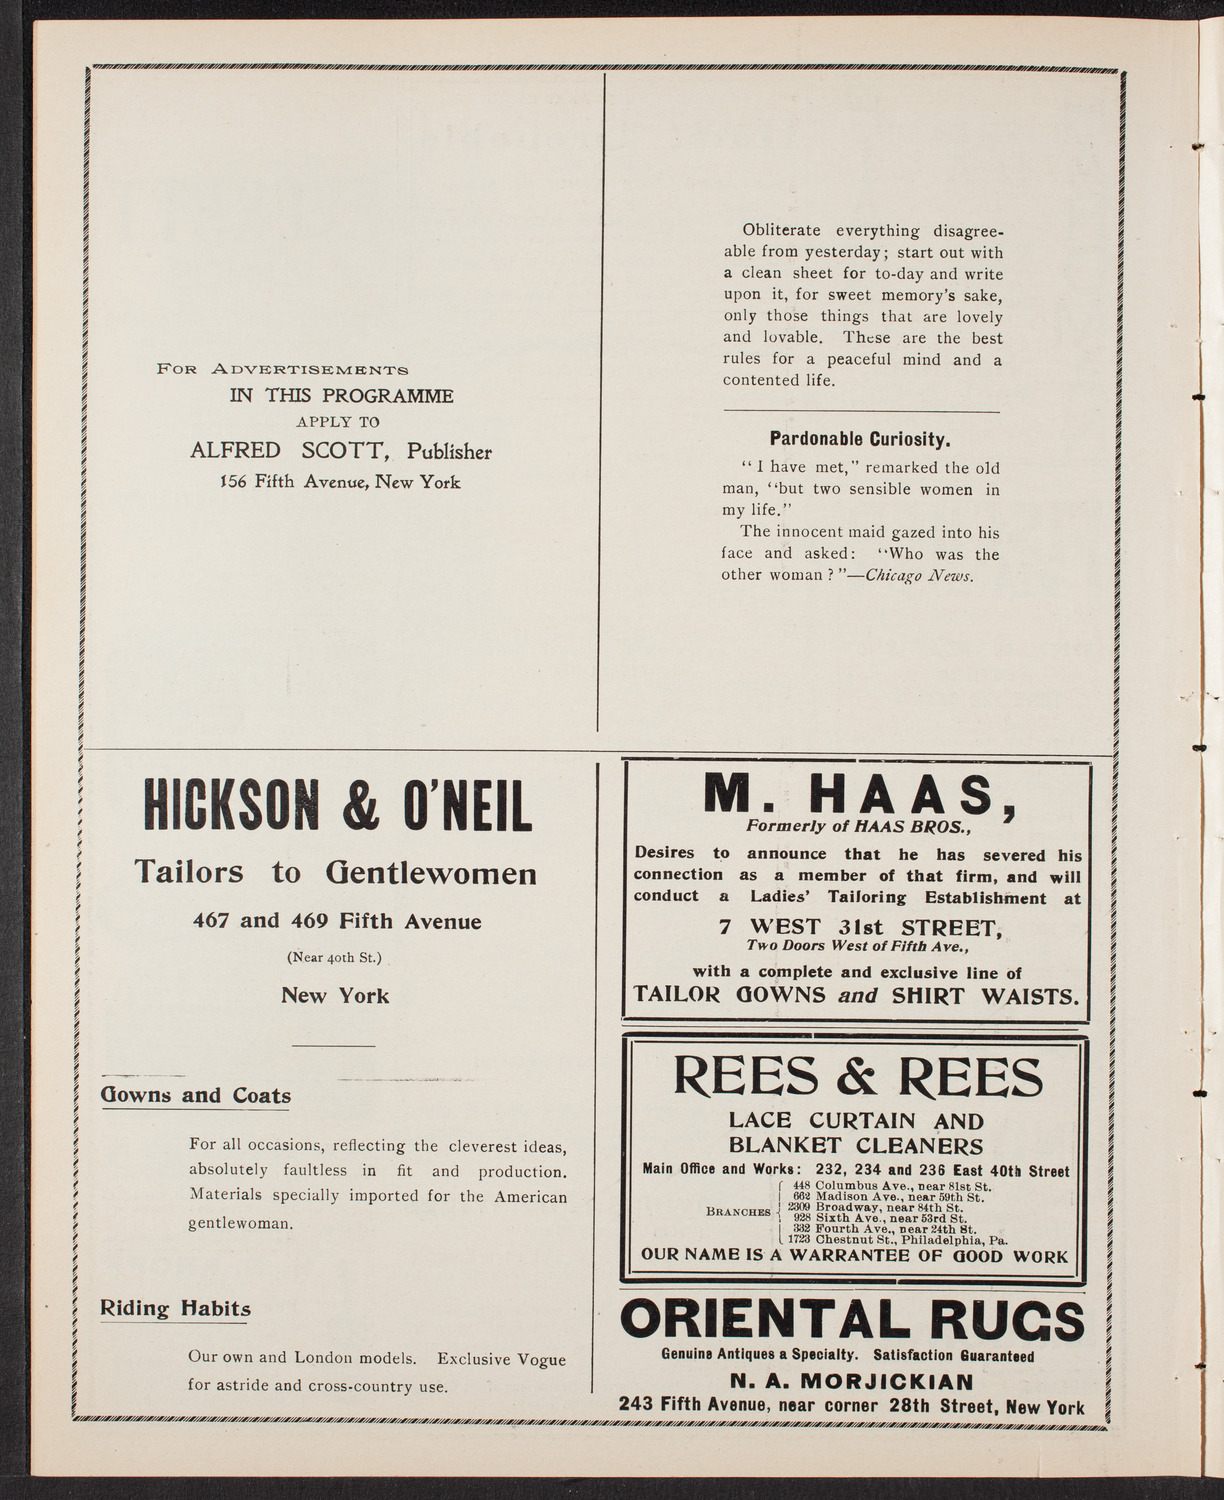 For Advertisements
IN THIS PROGRAMME
APPLY TO
ALFRED SCOTT, Publisher
156 Fifth Avenue, New York
Obliterate everything disagree-
able from yesterday; start out with
a clean sheet for to-day and write
upon it, for sweet memory's sake,
only those things that are lovely
and lovable. These are the best
rules for a peaceful mind and a
contented life.
Pardonable Curiosity.
"I have met," remarked the old
man, "but two sensible women in
my life."
The innocent maid gazed into his
face and asked: "Who was the
other woman?"—Chicago News.
HICKSON & O'NEIL
Tailors to Gentlewomen
467 and 469 Fifth Avenue
(Near 40th St.)
New York
Gowns and Coats
For all occasions, reflecting the cleverest ideas,
absolutely faultless in fit and production.
Materials specially imported for the American
gentlewoman.
Riding Habits
Our own and London models. Exclusive Vogue
for astride and cross-country use.
M. HAAS,
Formerly of HAAS BROS.,
Desires to announce that he has severed his
connection as a member of that firm, and will
conduct a Ladies' Tailoring Establishment at
7 WEST 31st STREET,
Two Doors West of Fifth Ave.,
with a complete and exclusive line of
TAILOR GOWNS and SHIRT WAISTS.
REES & REES
LACE CURTAIN AND
BLANKET CLEANERS
Main Office and Works: 232, 234 and 236 East 40th Street
BRANCHES
448 Columbus Ave., near 81st St.
662 Madison Ave., near 59th St.
2309 Broadway, near 84th St.
928 Sixth Ave., near 53rd St.
332 Fourth Ave., near 24th St.
1723 Chestnut St., Philadelphia, Pa.
OUR NAME IS A WARRANTEE OF GOOD WORK
ORIENTAL RUGS
Genuine Antiques a Specialty. Satisfaction Guaranteed
N. A. MORJICKIAN
243 Fifth Avenue, near corner 28th Street, New York